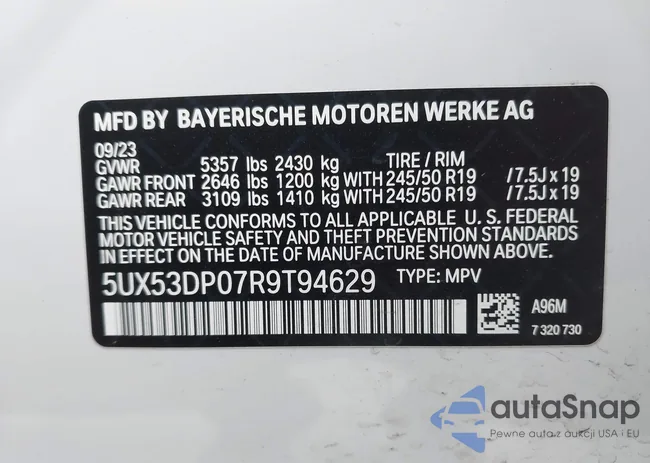 MFD BY BAYERISCHE MOTOREN WERKE AG
09/23
GVWR 5357 lbs 2430 kg TIRE / RIM
GAWR FRONT 2646 lbs 1200 kg WITH 245/50 R19 /7.5J x 19
GAWR REAR 3109 lbs 1410 kg WITH 245/50 R19 /7.5J x 19
THIS VEHICLE CONFORMS TO ALL APPLICABLE U. S. FEDERAL
MOTOR VEHICLE SAFETY AND THEFT PREVENTION STANDARDS
IN EFFECT ON THE DATE OF MANUFACTURE SHOWN ABOVE.
5UX53DP07R9T94629 TYPE: MPV
A96M
7 320 730
autaSnap
Pewne auta z aukcji USA i EU